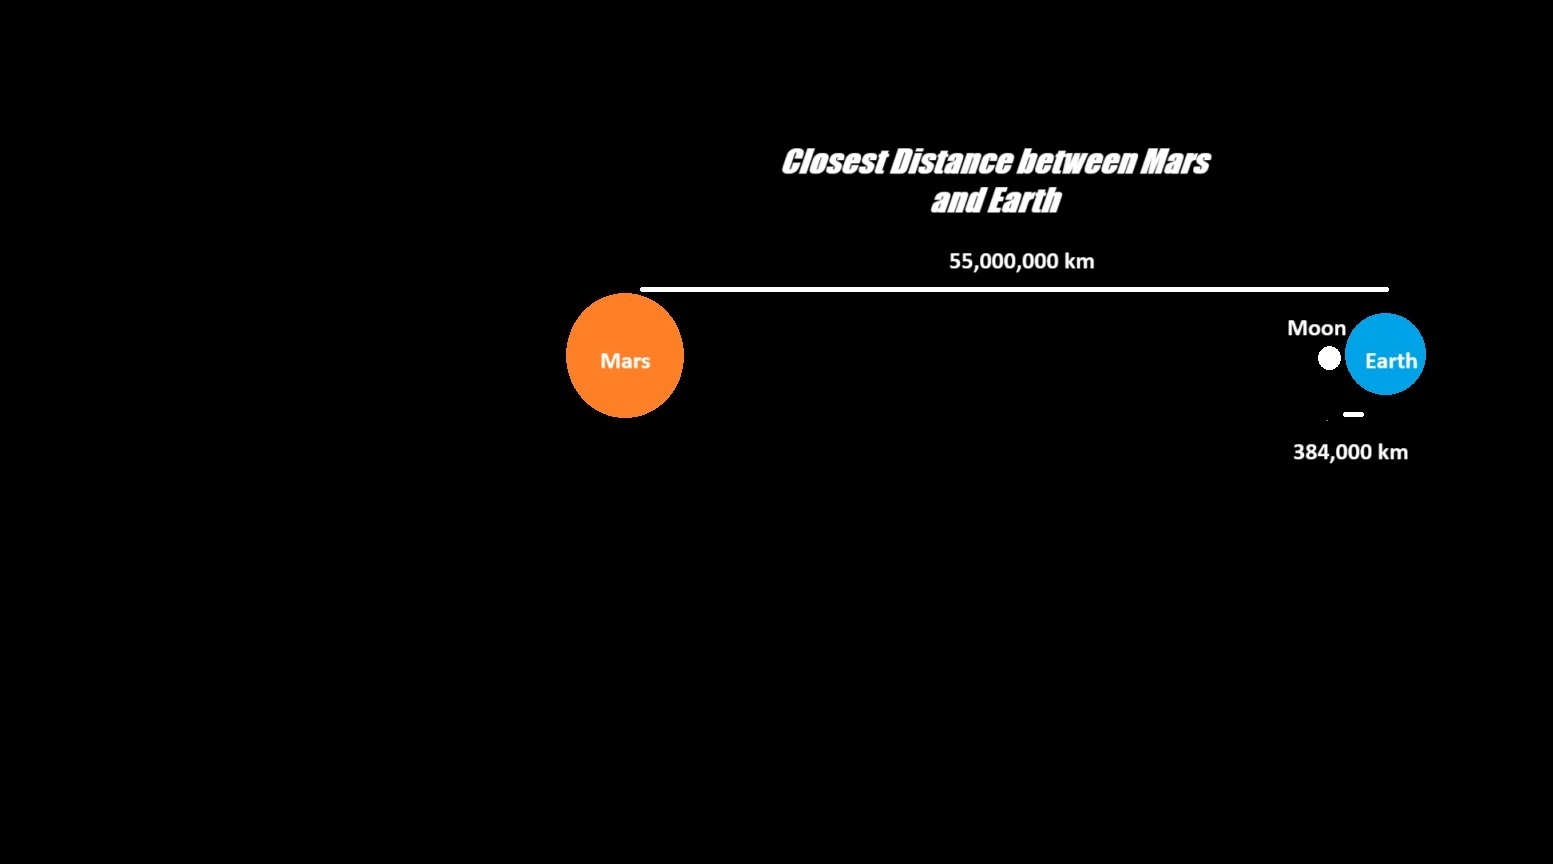 Closest Distance between Mars
and Earth
55,000,000 km
Moon
Mars
Earth
384,000 km